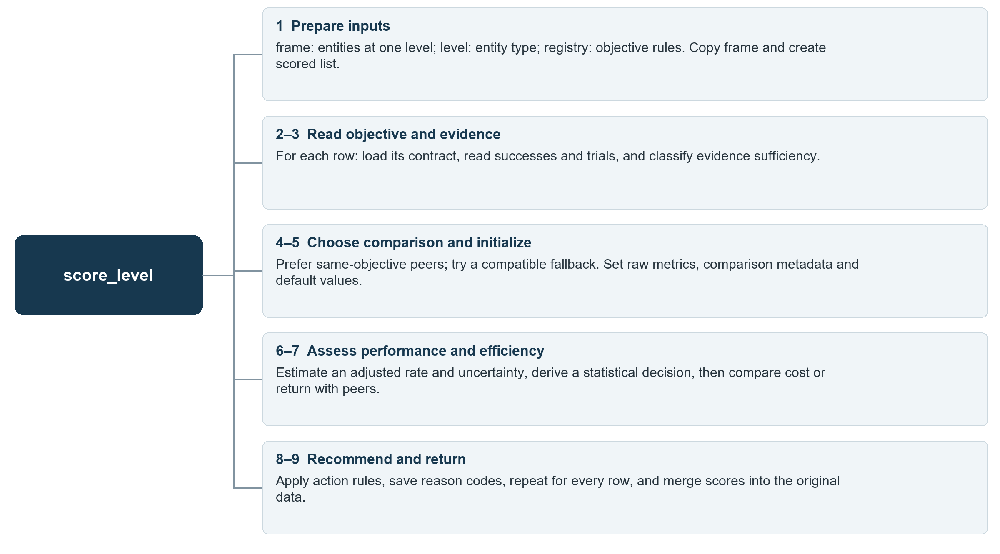 1  Prepare inputs
frame: entities at one level; level: entity type; registry: objective rules. Copy frame and create
scored list.
2–3  Read objective and evidence
For each row: load its contract, read successes and trials, and classify evidence sufficiency.
4–5  Choose comparison and initialize
Prefer same-objective peers; try a compatible fallback. Set raw metrics, comparison metadata and
default values.
score_level
6–7  Assess performance and efficiency
Estimate an adjusted rate and uncertainty, derive a statistical decision, then compare cost or
return with peers.
8–9  Recommend and return
Apply action rules, save reason codes, repeat for every row, and merge scores into the original
data.